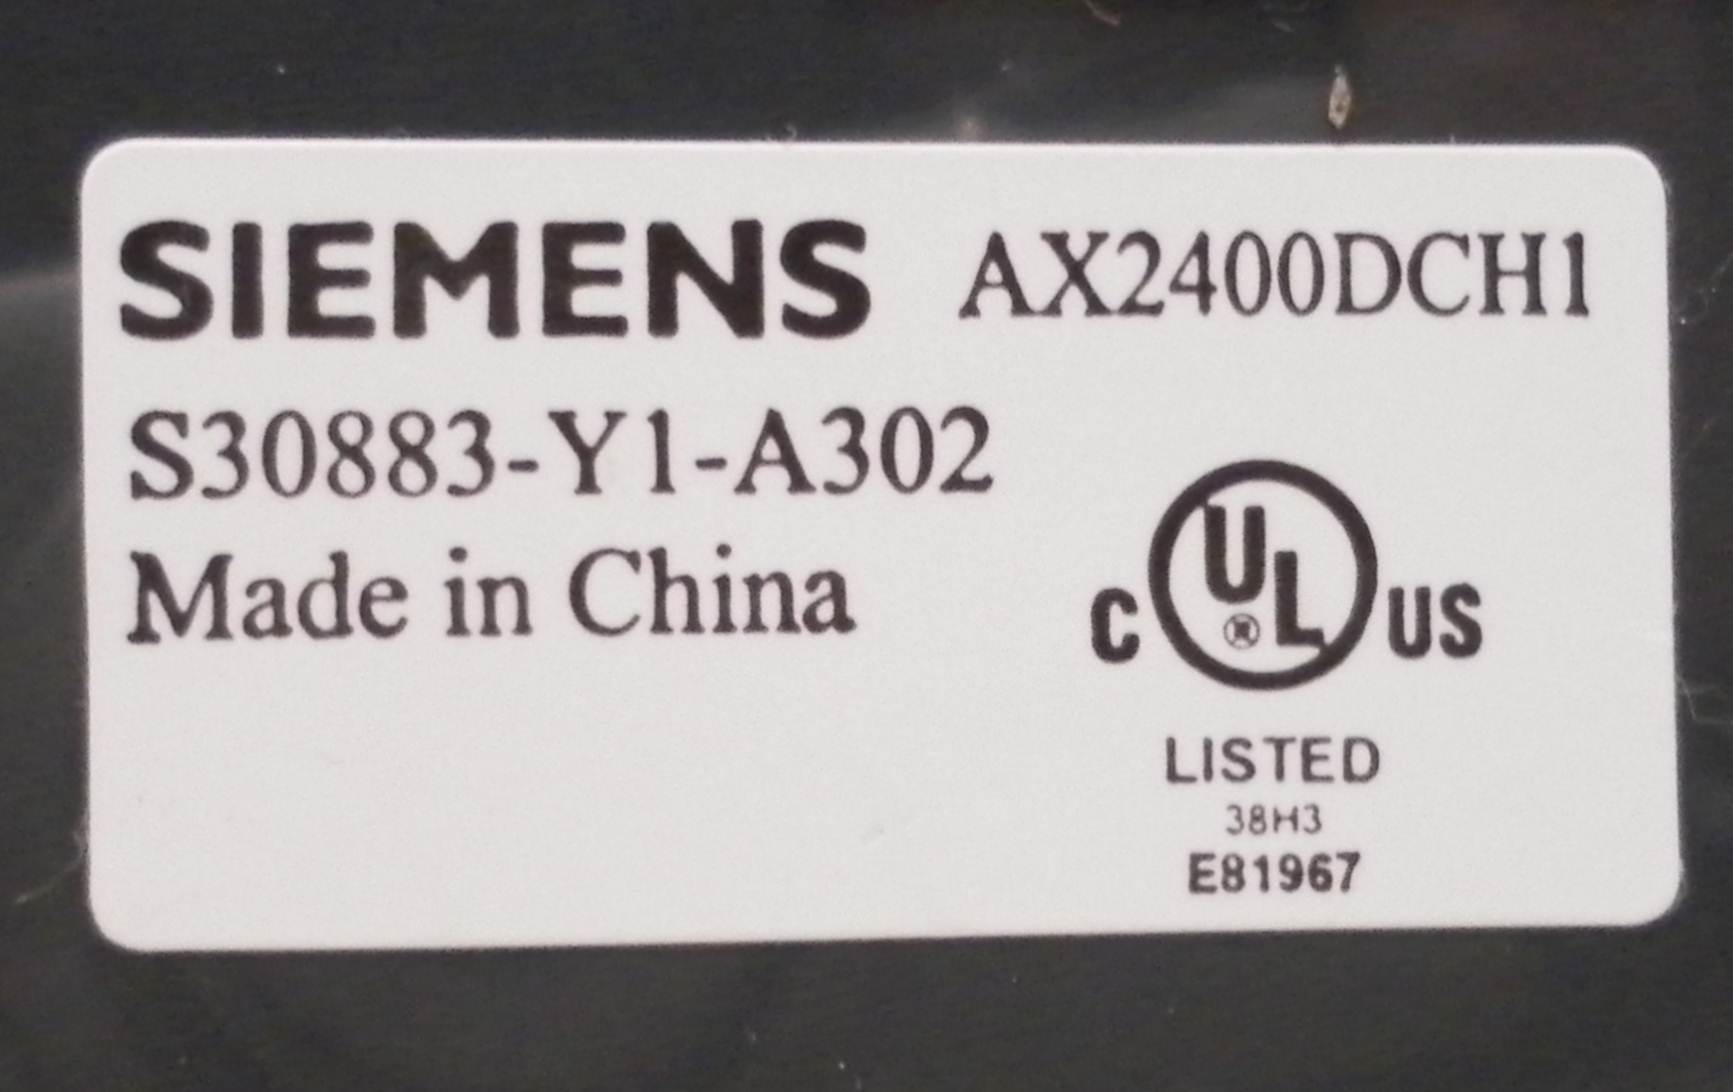 SIEMENS AX2400DCH1
S30883-Y1-A302
Made in China
C UL® US
LISTED
38H3
E81967